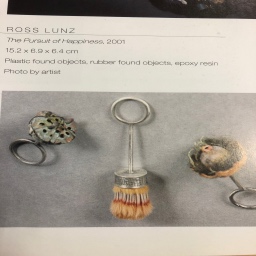 ROSS LUNZ
The Pursuit of Happiness, 2001
15.2 x 6.9 x 6.4 cm
Plastic found objects, rubber found objects, epoxy resin
Photo by artist